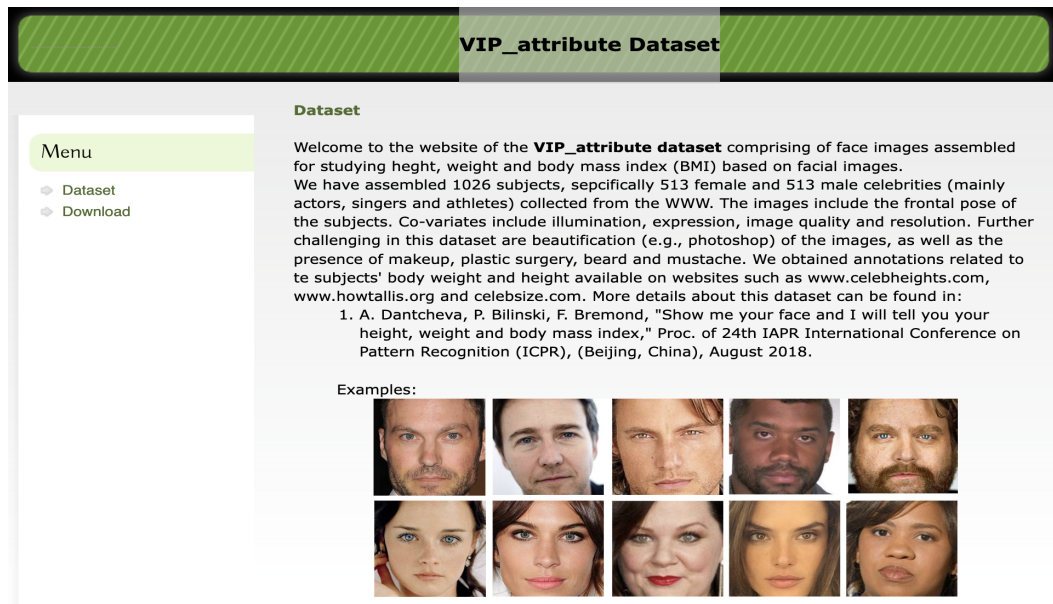 VIP_attribute Dataset
Menu
Dataset
Download
Dataset
Welcome to the website of the VIP_attribute dataset comprising of face images assembled
for studying heght, weight and body mass index (BMI) based on facial images.
We have assembled 1026 subjects, sepcifically 513 female and 513 male celebrities (mainly
actors, singers and athletes) collected from the WWW. The images include the frontal pose of
the subjects. Co-variates include illumination, expression, image quality and resolution. Further
challenging in this dataset are beautification (e.g., photoshop) of the images, as well as the
presence of makeup, plastic surgery, beard and mustache. We obtained annotations related to
te subjects' body weight and height available on websites such as www.celebheights.com,
www.howtallis.org and celebsize.com. More details about this dataset can be found in:
1. A. Dantcheva, P. Bilinski, F. Bremond, "Show me your face and I will tell you your
height, weight and body mass index," Proc. of 24th IAPR International Conference on
Pattern Recognition (ICPR), (Beijing, China), August 2018.
Examples: